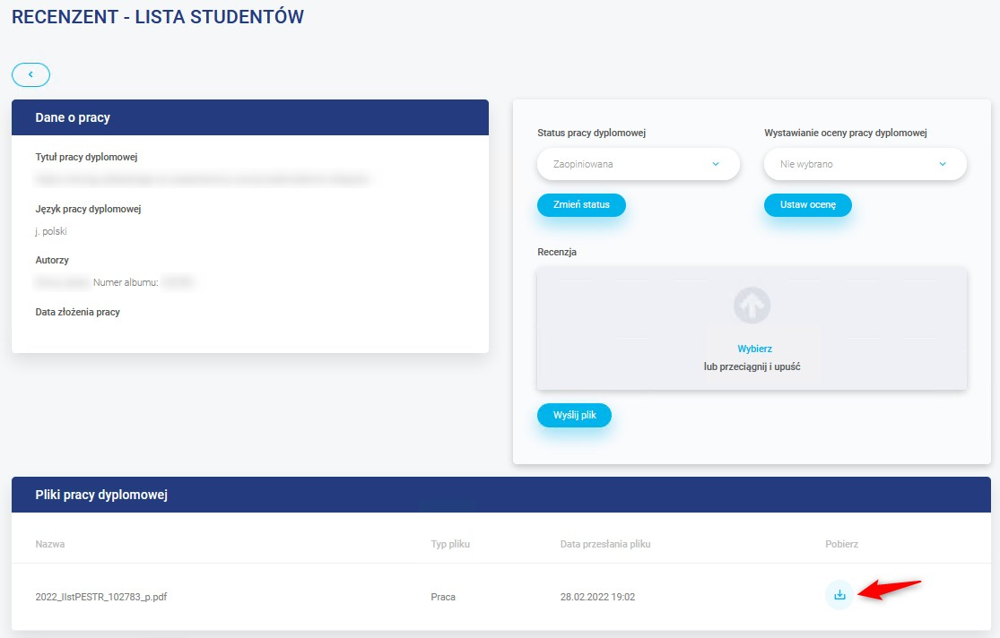 RECENZENT - LISTA STUDENTÓW
Dane o pracy
Tytuł pracy dyplomowej
Język pracy dyplomowej
j. polski
Autorzy
Numer albumu:
Data złożenia pracy
Status pracy dyplomowej
Zaopiniowana
Zmień status
Wystawianie oceny pracy dyplomowej
Nie wybrano
Ustaw ocenę
Recenzja
Wybierz
lub przeciągnij i upuść
Wyślij plik
Pliki pracy dyplomowej
Nazwa Typ pliku Data przesłania pliku Pobierz
2022_IIstPESTR_102783_p.pdf Praca 28.02.2022 19:02